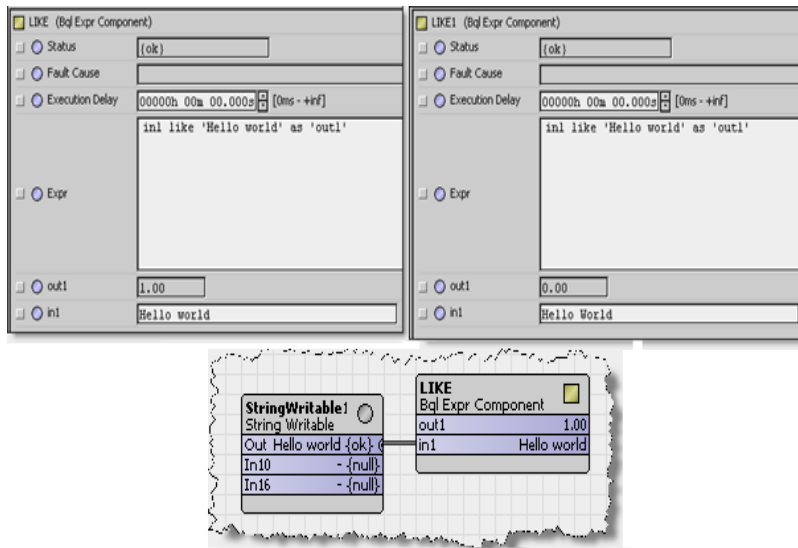 LIKE (Bql Expr Component)
Status {ok}
Fault Cause
Execution Delay 00000h 00m 00.000s [0ms - +inf]
Expr in1 like 'Hello world' as 'out1'
out1 1.00
in1 Hello world
LIKE1 (Bql Expr Component)
Status {ok}
Fault Cause
Execution Delay 00000h 00m 00.000s [0ms - +inf]
Expr in1 like 'Hello world' as 'out1'
out1 0.00
in1 Hello World
StringWritable1
String Writable
Out Hello world {ok}
In10 - {null}
In16 - {null}
LIKE
Bql Expr Component
out1 1.00
in1 Hello world